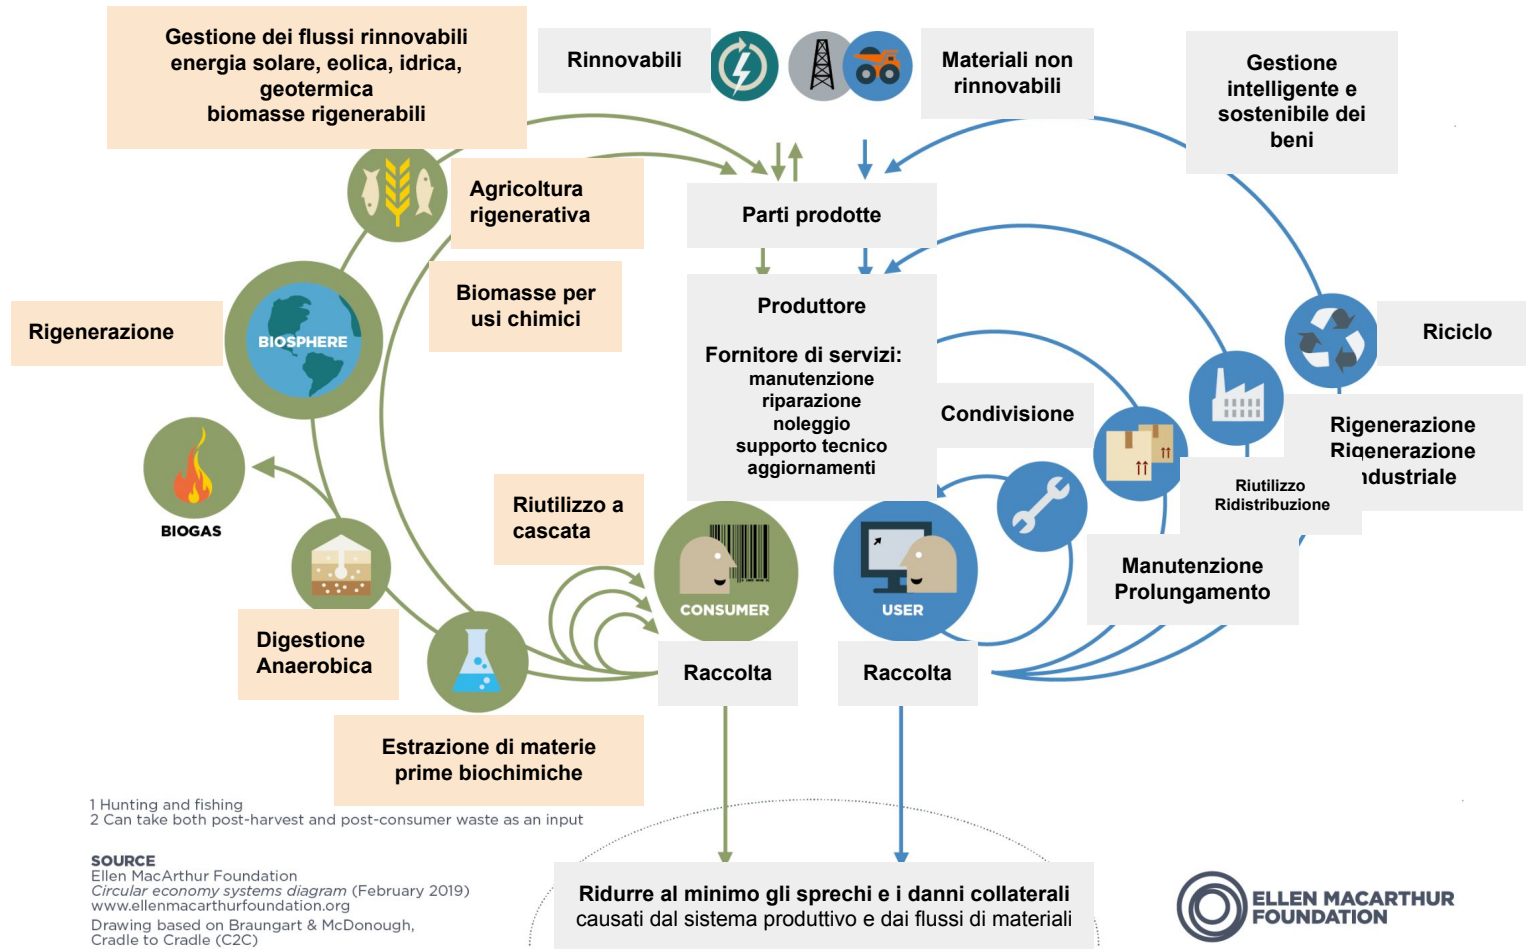 Gestione dei flussi rinnovabili
energia solare, eolica, idrica,
geotermica
biomasse rigenerabili
Rinnovabili
Materiali non
rinnovabili
Gestione
intelligente e
sostenibile dei
beni
Agricoltura
rigenerativa
Parti prodotte
Biomasse per
usi chimici
Rigenerazione
BIOSPHERE
Produttore
Fornitore di servizi:
manutenzione
riparazione
noleggio
supporto tecnico
aggiornamenti
Riciclo
Condivisione
Rigenerazione
Rigenerazione
ndustriale
Riutilizzo
Ridistribuzione
BIOGAS
Riutilizzo a
cascata
Manutenzione
Prolungamento
CONSUMER
USER
Digestione
Anaerobica
Raccolta
Raccolta
Estrazione di materie
prime biochimiche
1 Hunting and fishing
2 Can take both post-harvest and post-consumer waste as an input
SOURCE
Ellen MacArthur Foundation
Circular economy systems diagram (February 2019)
www.ellenmacarthurfoundation.org
Drawing based on Braungart & McDonough,
Cradle to Cradle (C2C)
Ridurre al minimo gli sprechi e i danni collaterali
causati dal sistema produttivo e dai flussi di materiali
ELLEN MACARTHUR
FOUNDATION